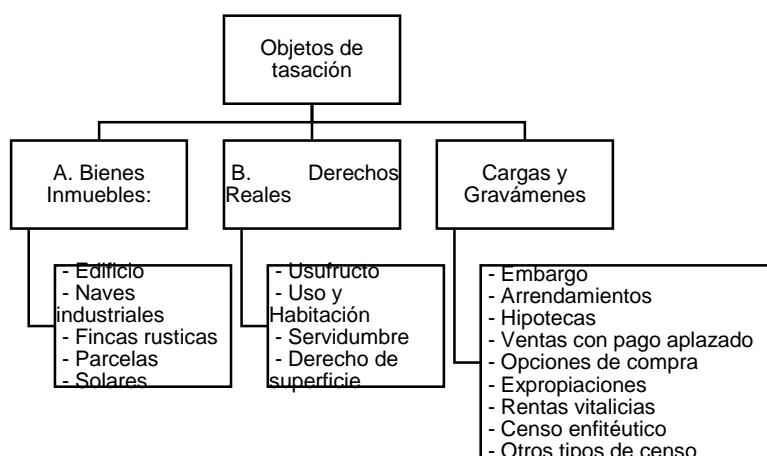 Objetos de
tasación
A. Bienes
Inmuebles:
B. Derechos
Reales
Cargas y
Gravámenes
- Edificio
- Naves
industriales
- Fincas rusticas
- Parcelas
- Solares
- Usufructo
- Uso y
Habitación
- Servidumbre
- Derecho de
superficie
- Embargo
- Arrendamientos
- Hipotecas
- Ventas con pago aplazado
- Opciones de compra
- Expropiaciones
- Rentas vitalicias
- Censo enfitéutico
- Otros tipos de censo